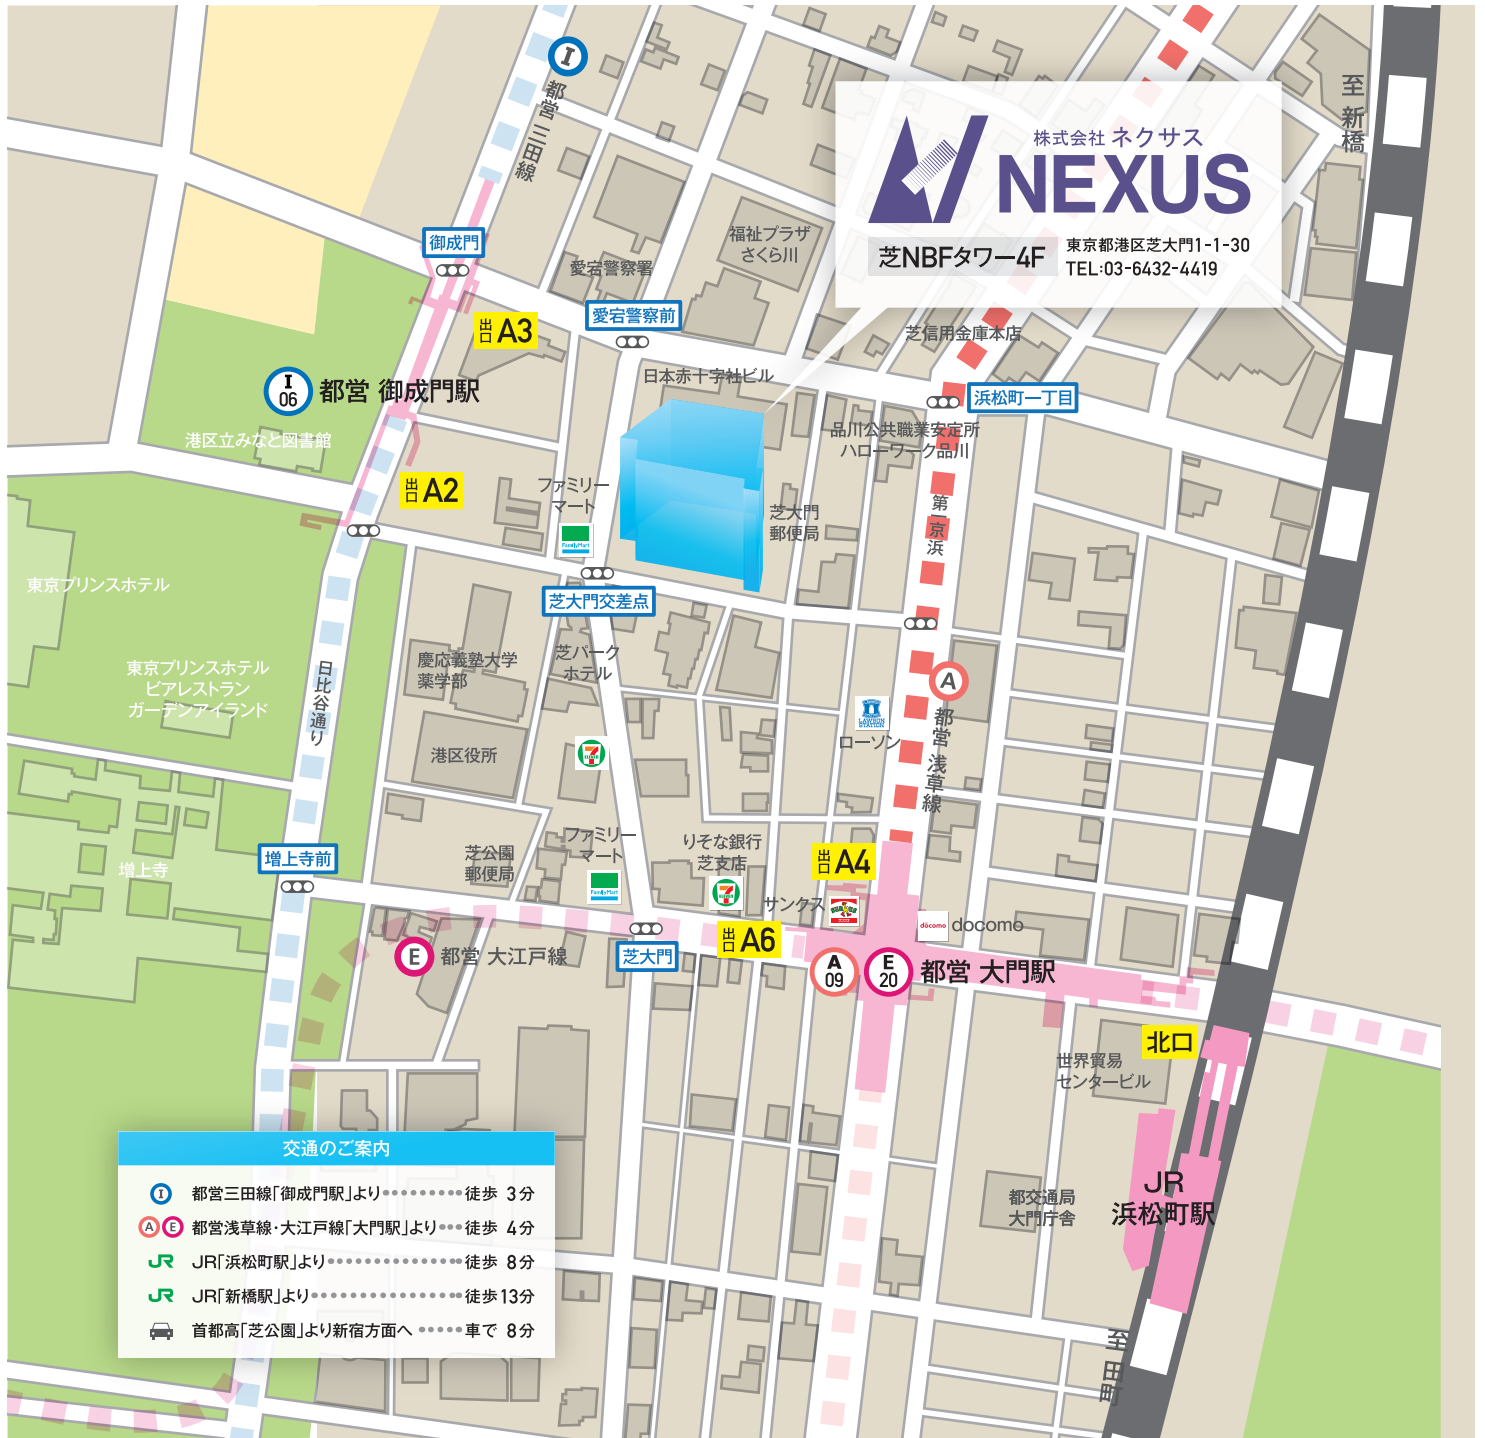 I
都営 三田線
至 新橋
株式会社 ネクサス
NEXUS
芝NBFタワー4F
東京都港区芝大門1-1-30
TEL:03-6432-4419
御成門
福祉プラザ
さくら川
愛宕警察署
愛宕警察前
出口 A3
芝信用金庫本店
日本赤十字社ビル
I
06
都営 御成門駅
浜松町一丁目
港区立みなと図書館
品川公共職業安定所
ハローワーク品川
出口 A2
ファミリー
マート
FamilyMart
芝大門
郵便局
第一京浜
東京プリンスホテル
芝大門交差点
東京プリンスホテル
ビアレストラン
ガーデンアイランド
日比谷通り
慶応義塾大学
薬学部
芝パーク
ホテル
A
都営 浅草線
LAWSON
STATION
ローソン
港区役所
7
ELEVEN
増上寺
増上寺前
芝公園
郵便局
ファミリー
マート
FamilyMart
りそな銀行
芝支店
7
ELEVEN
出口 A4
サンクス
döcomo
docomo
E
都営 大江戸線
芝大門
出口 A6
A
09
E
20
都営 大門駅
北口
世界貿易
センタービル
都交通局
大門庁舎
JR
浜松町駅
至 田町
交通のご案内
I 都営三田線「御成門駅」より・・・・・・・・・徒歩 3分
A E 都営浅草線・大江戸線「大門駅」より・・・徒歩 4分
JR JR「浜松町駅」より・・・・・・・・・・・・・徒歩 8分
JR JR「新橋駅」より・・・・・・・・・・・・・・・徒歩13分
首都高「芝公園」より新宿方面へ ・・・・・車で 8分